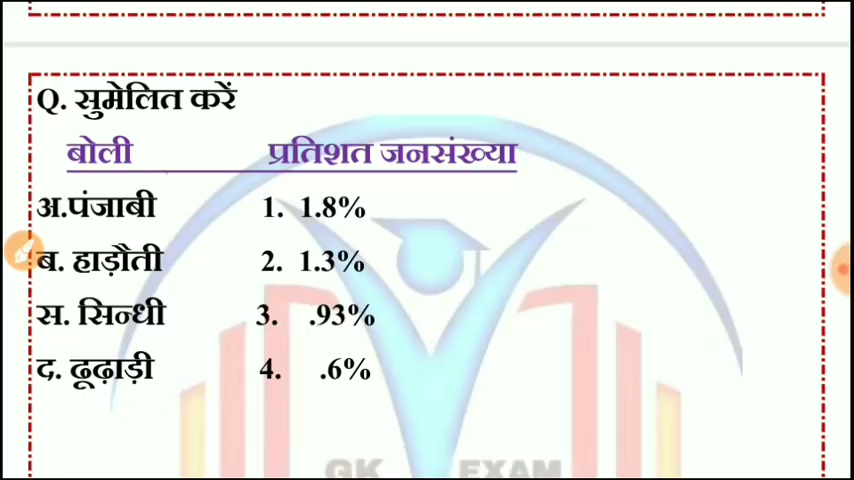 Q. सुमेलित करें
बोली प्रतिशत जनसंख्या
अ.पंजाबी 1. 1.8%
ब. हाड़ौती 2. 1.3%
स. सिन्धी 3. .93%
द. ढूढ़ाड़ी 4. .6%
GK EXAM